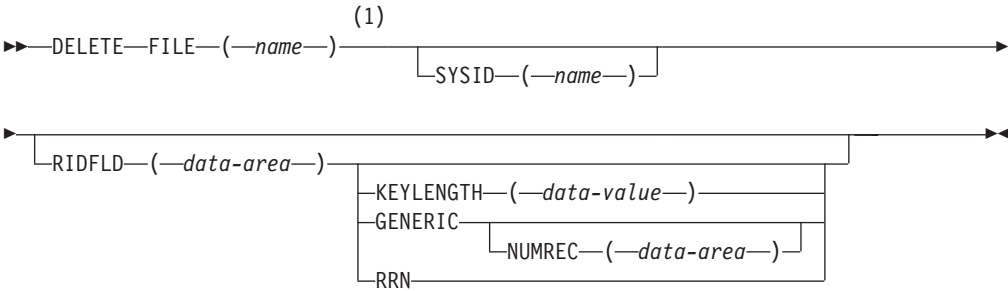 (1)
DELETE FILE ( name )
SYSID ( name )
RIDFLD ( data-area )
KEYLENGTH ( data-value )
GENERIC
NUMREC ( data-area )
RRN